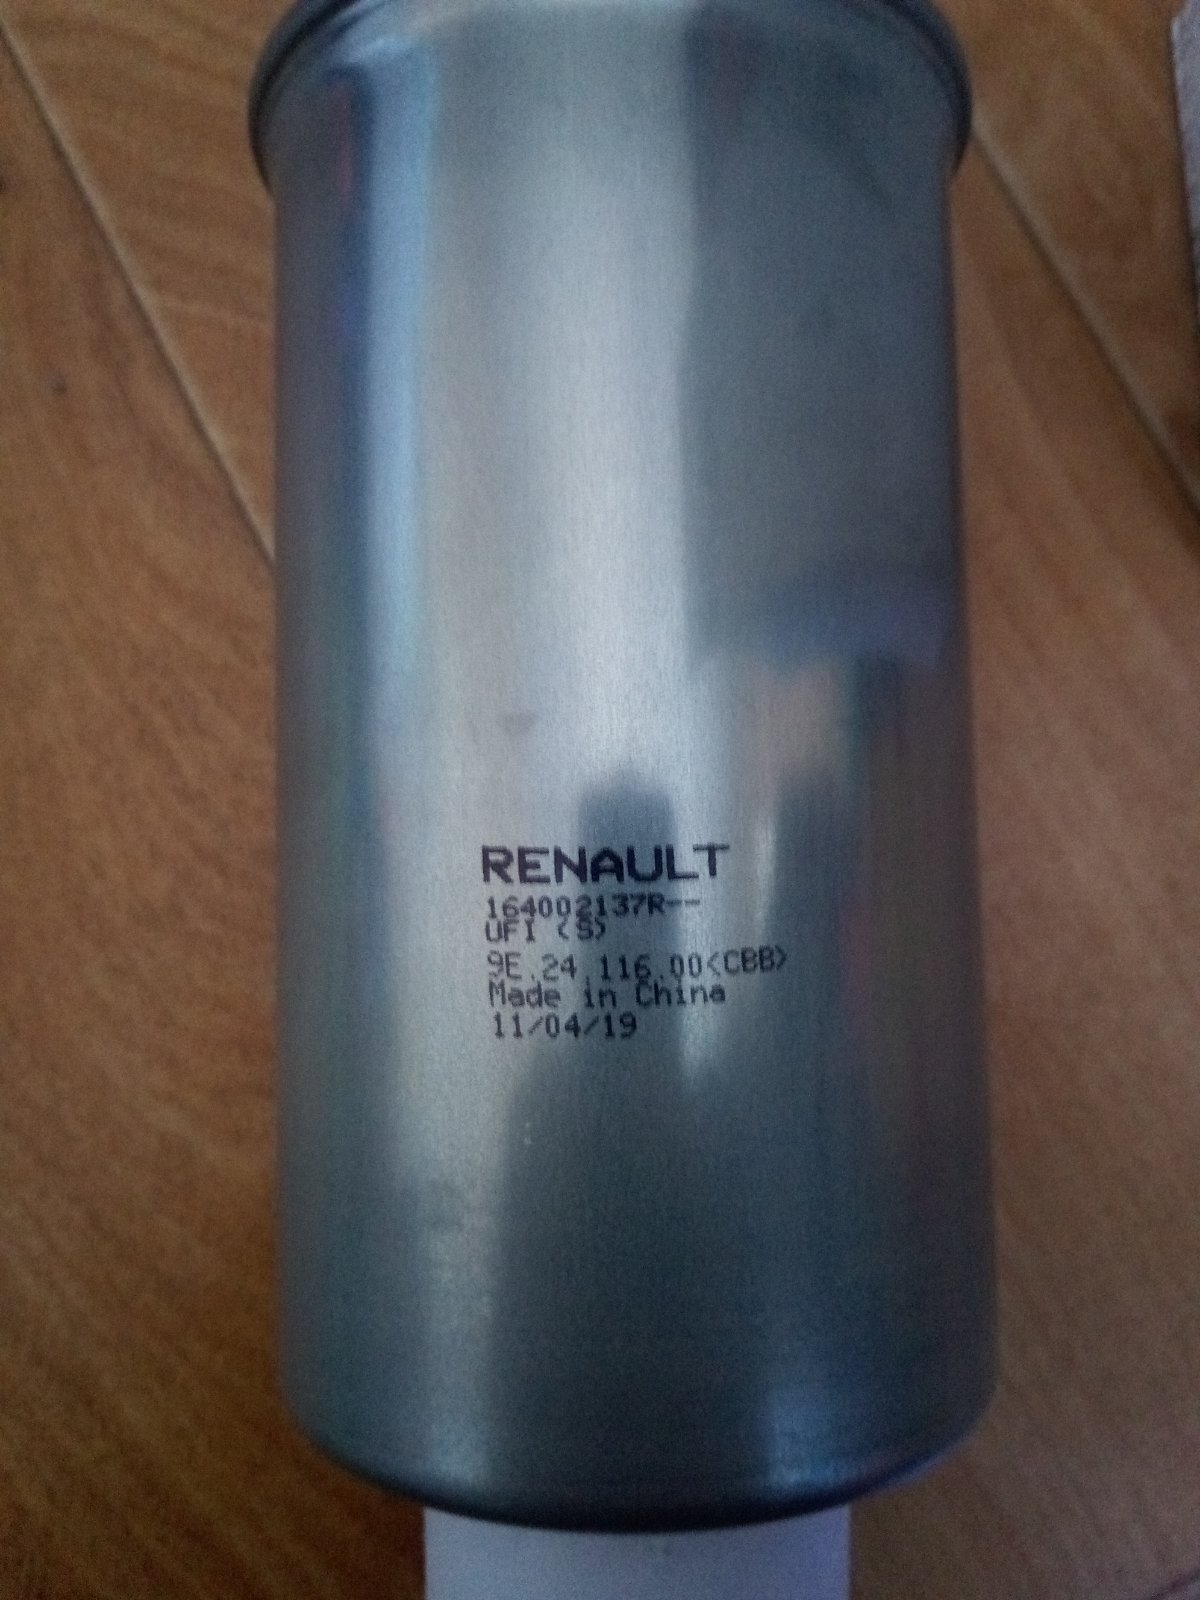 RENAULT
164002137R--
UFI (S)
9E.24.116.00<CBB>
Made in China
11/04/19